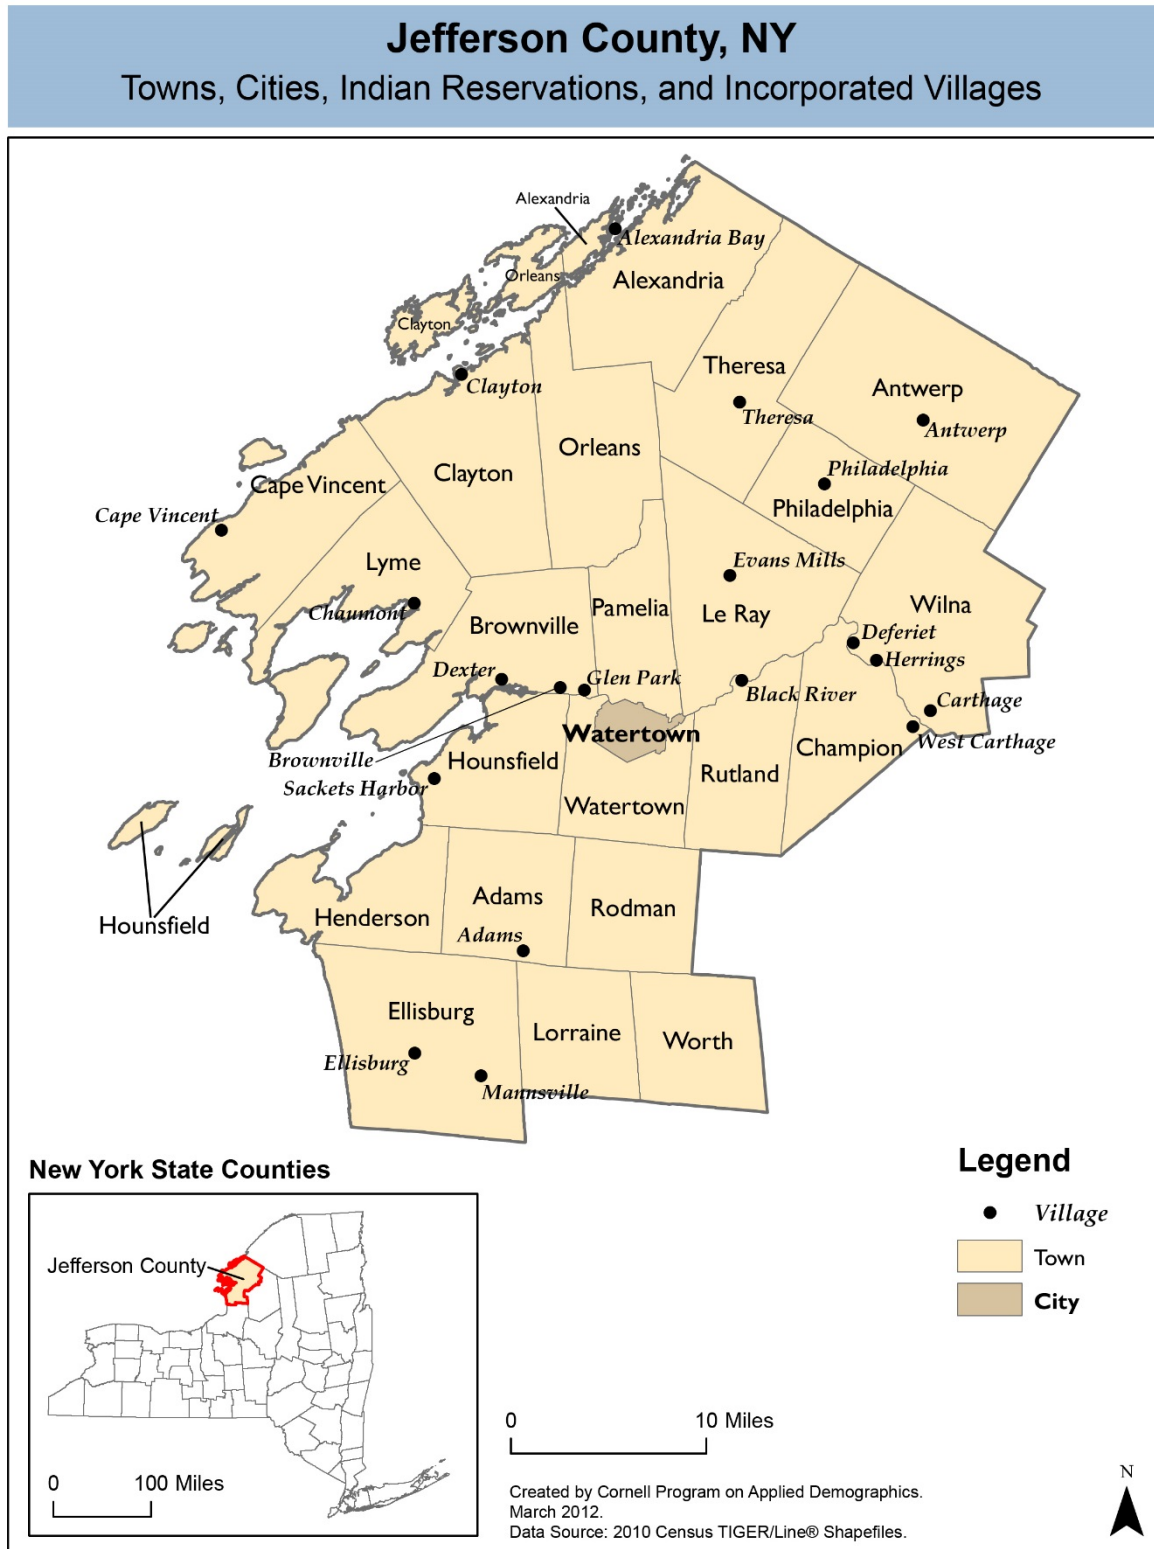 Jefferson County, NY
Towns, Cities, Indian Reservations, and Incorporated Villages
Alexandria
Alexandria Bay
Orleans
Alexandria
Clayton
Theresa
Clayton
Antwerp
Theresa
Antwerp
Orleans
Clayton
Philadelphia
Cape Vincent
Philadelphia
Cape Vincent
Evans Mills
Lyme
Wilna
Chaumont
Pamelia
Le Ray
Brownville
Deferiet
Herrings
Dexter
Glen Park
Black River
Carthage
Watertown
West Carthage
Champion
Brownville
Hounsfield
Rutland
Sackets Harbor
Watertown
Adams
Rodman
Henderson
Hounsfield
Adams
Ellisburg
Lorraine
Worth
Ellisburg
Mannsville
New York State Counties
Jefferson County
0 100 Miles
Legend
Village
Town
City
0 10 Miles
Created by Cornell Program on Applied Demographics.
March 2012.
Data Source: 2010 Census TIGER/Line® Shapefiles.
N